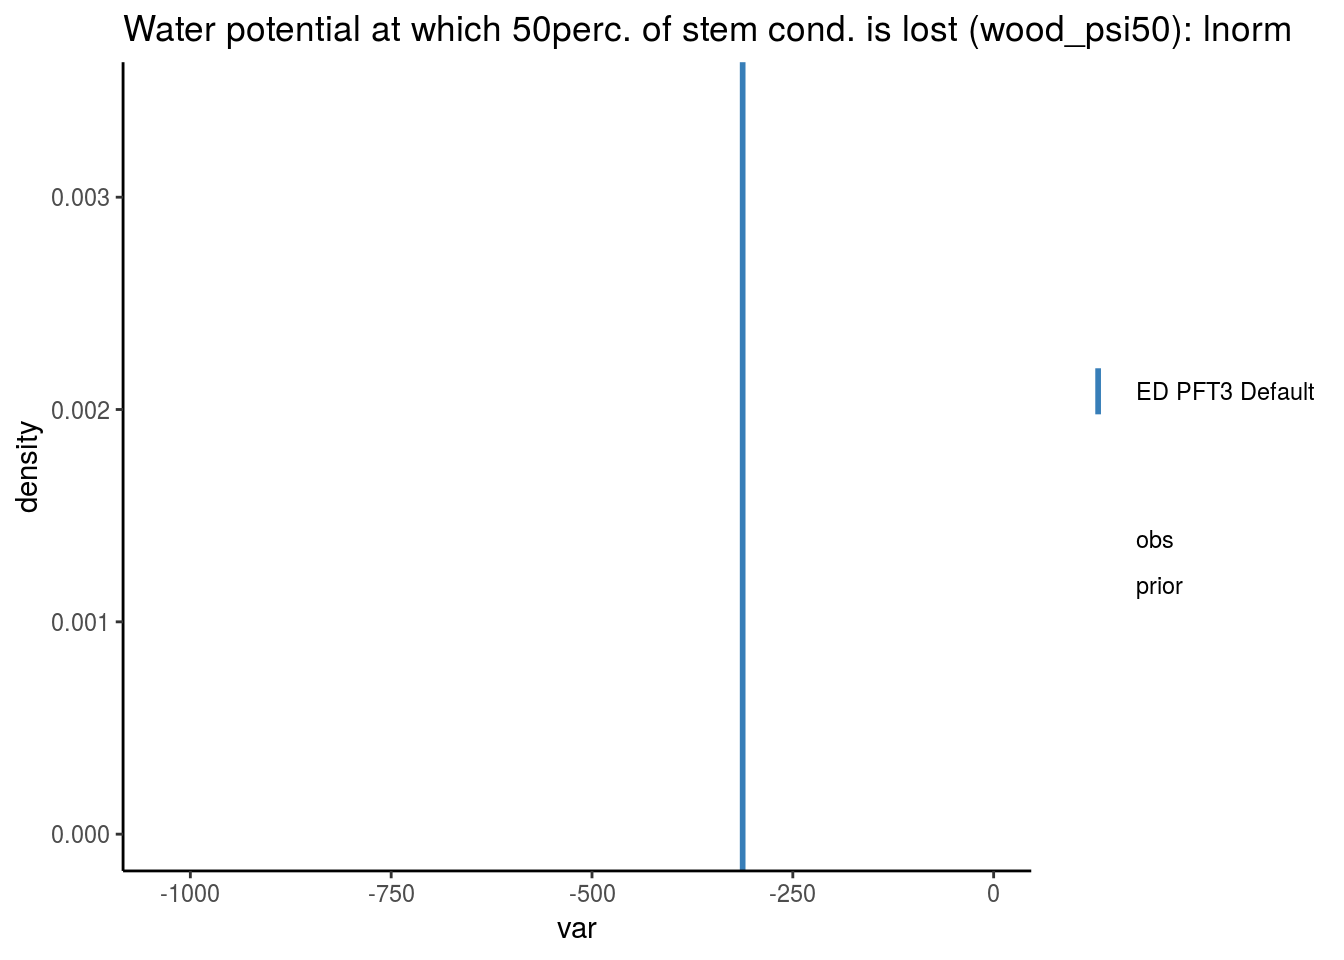 Water potential at which 50perc. of stem cond. is lost (wood_psi50): lnorm
density
0.003
0.002
0.001
0.000
-1000
-750
-500
-250
0
var
ED PFT3 Default
obs
prior